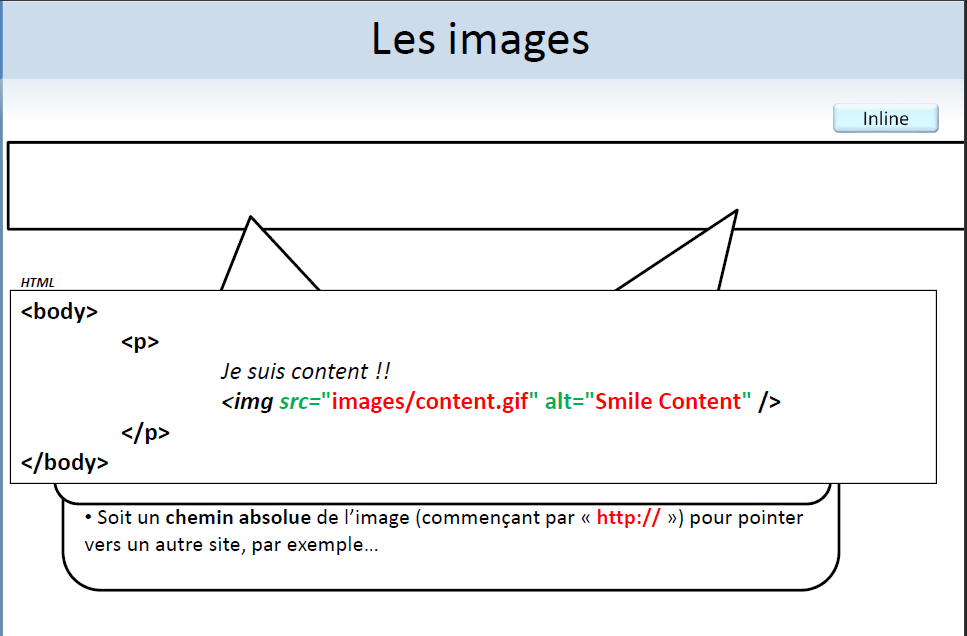 Les images
Inline
HTML
<body>
<p>
Je suis content !!
<img src="images/content.gif" alt="Smile Content" />
</p>
</body>
• Soit un chemin absolue de l’image (commençant par « http:// ») pour pointer
vers un autre site, par exemple...